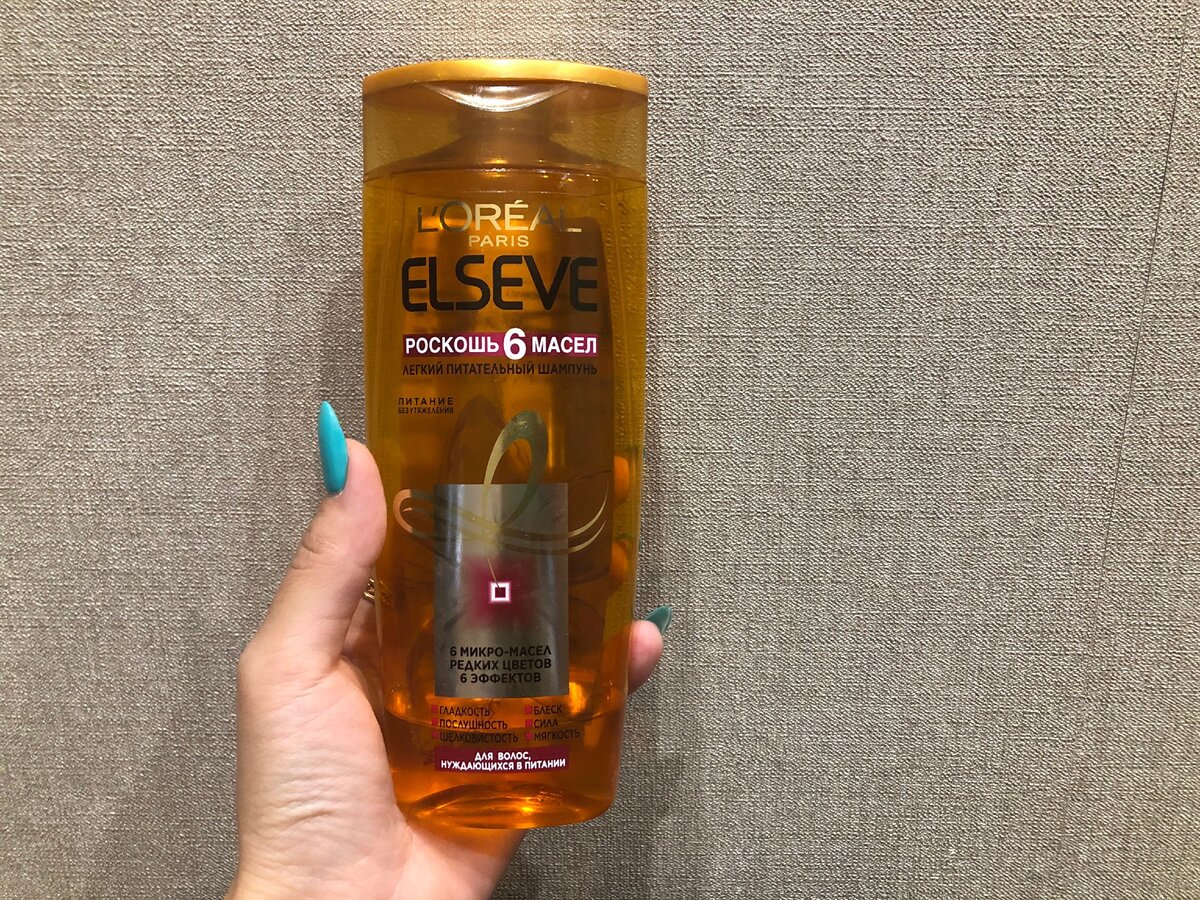 L'ORÉAL
PARIS
ELSEVE
РОСКОШЬ 6 МАСЕЛ
ЛЕГКИЙ ПИТАТЕЛЬНЫЙ ШАМПУНЬ
ПИТАНИЕ
БЕЗ УТЯЖЕЛЕНИЯ
6 МИКРО-МАСЕЛ
РЕДКИХ ЦВЕТОВ
6 ЭФФЕКТОВ
ГЛАДКОСТЬ БЛЕСК
ПОСЛУШНОСТЬ СИЛА
ШЕЛКОВИСТОСТЬ МЯГКОСТЬ
ДЛЯ ВОЛОС,
НУЖДАЮЩИХСЯ В ПИТАНИИ